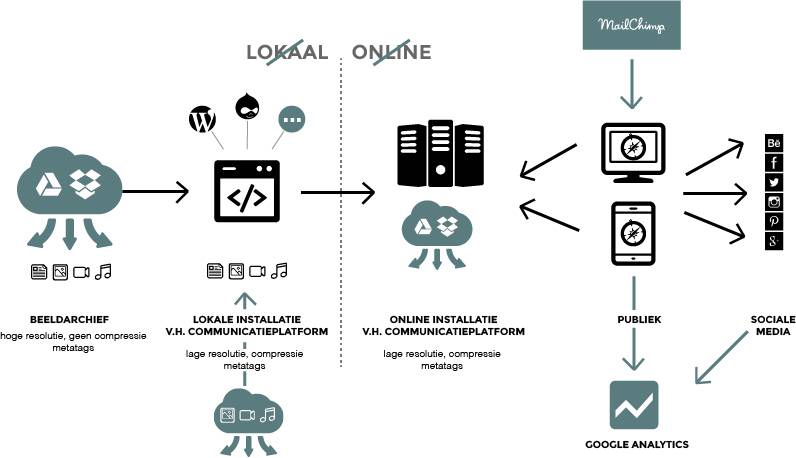 MailChimp
LOKAAL
ONLINE
Bē
BEELDARCHIEF
hoge resolutie, geen compressie
metatags
LOKALE INSTALLATIE
V.H. COMMUNICATIEPLATFORM
lage resolutie, compressie
metatags
ONLINE INSTALLATIE
V.H. COMMUNICATIEPLATFORM
lage resolutie, compressie
metatags
PUBLIEK
SOCIALE
MEDIA
GOOGLE ANALYTICS